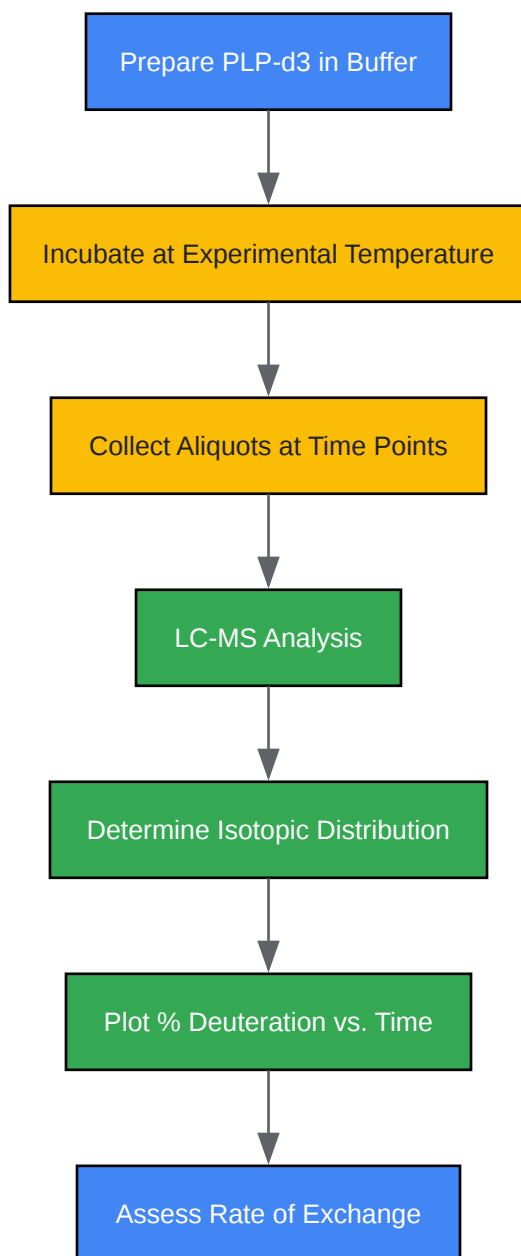 Prepare PLP-d3 in Buffer
Incubate at Experimental Temperature
Collect Aliquots at Time Points
LC-MS Analysis
Determine Isotopic Distribution
Plot % Deuteration vs. Time
Assess Rate of Exchange